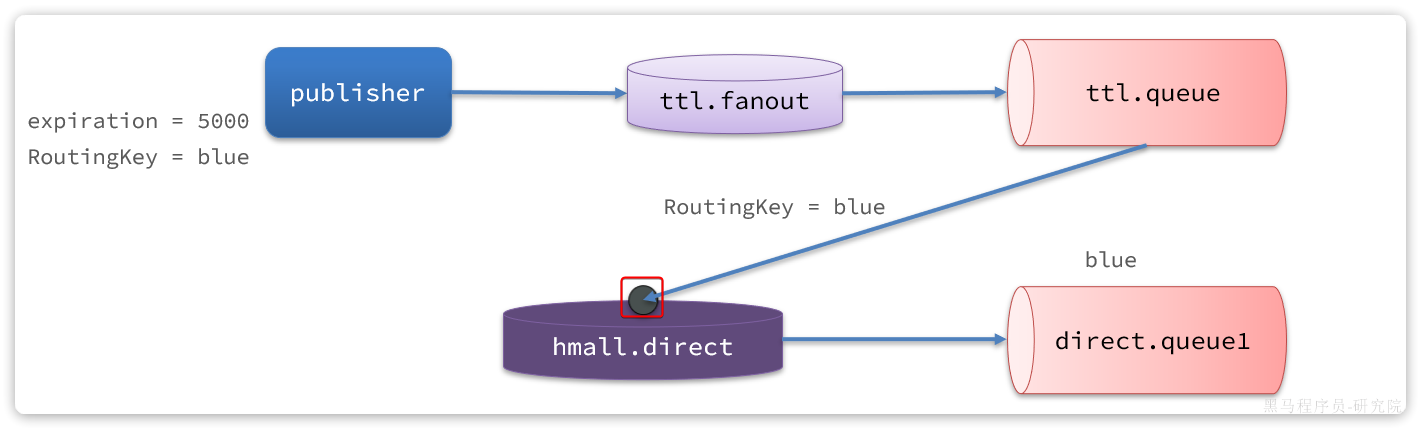 publisher
ttl.fanout
ttl.queue
expiration = 5000
RoutingKey = blue
RoutingKey = blue
blue
hmall.direct
direct.queue1
黑马程序员-研究院